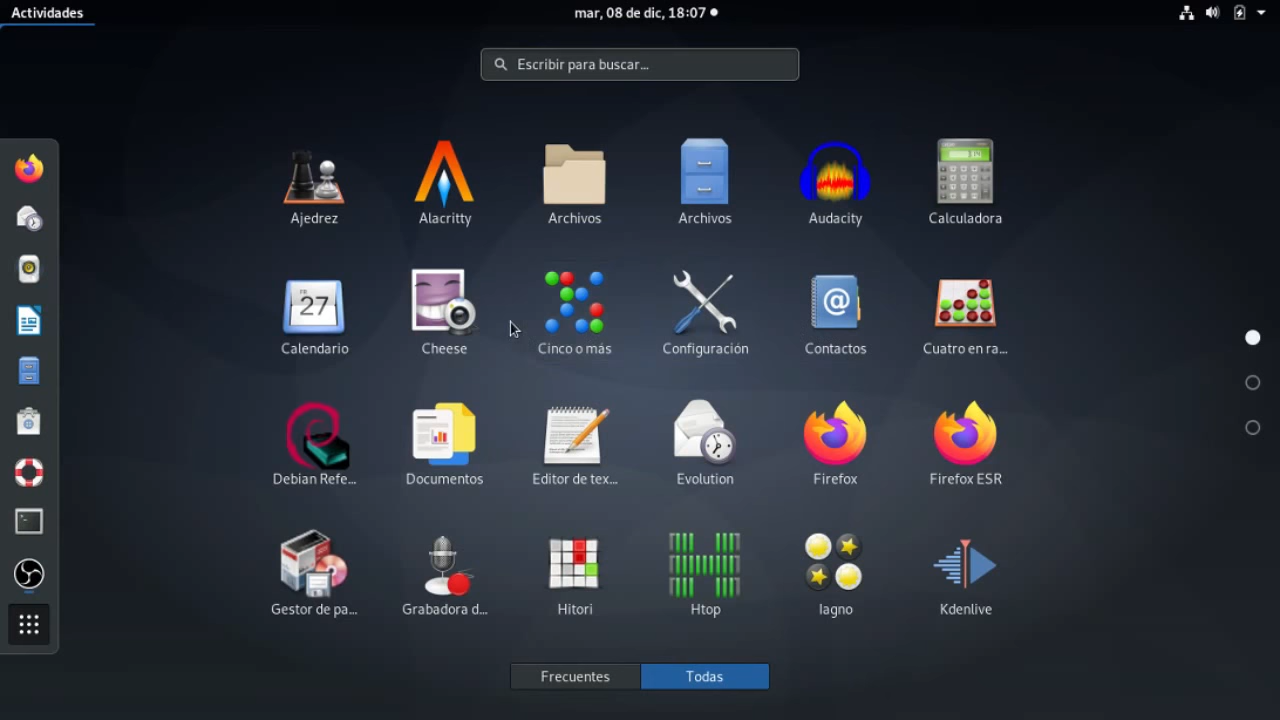 Actividades
mar, 08 de dic, 18:07
Escribir para buscar...
Ajedrez
Alacritty
Archivos
Archivos
Audacity
Calculadora
Calendario
Cheese
Cinco o más
Configuración
Contactos
Cuatro en ra...
Debian Refe...
Documentos
Editor de tex...
Evolution
Firefox
Firefox ESR
Gestor de pa...
Grabadora d...
Hitori
Htop
Iagno
Kdenlive
Frecuentes
Todas